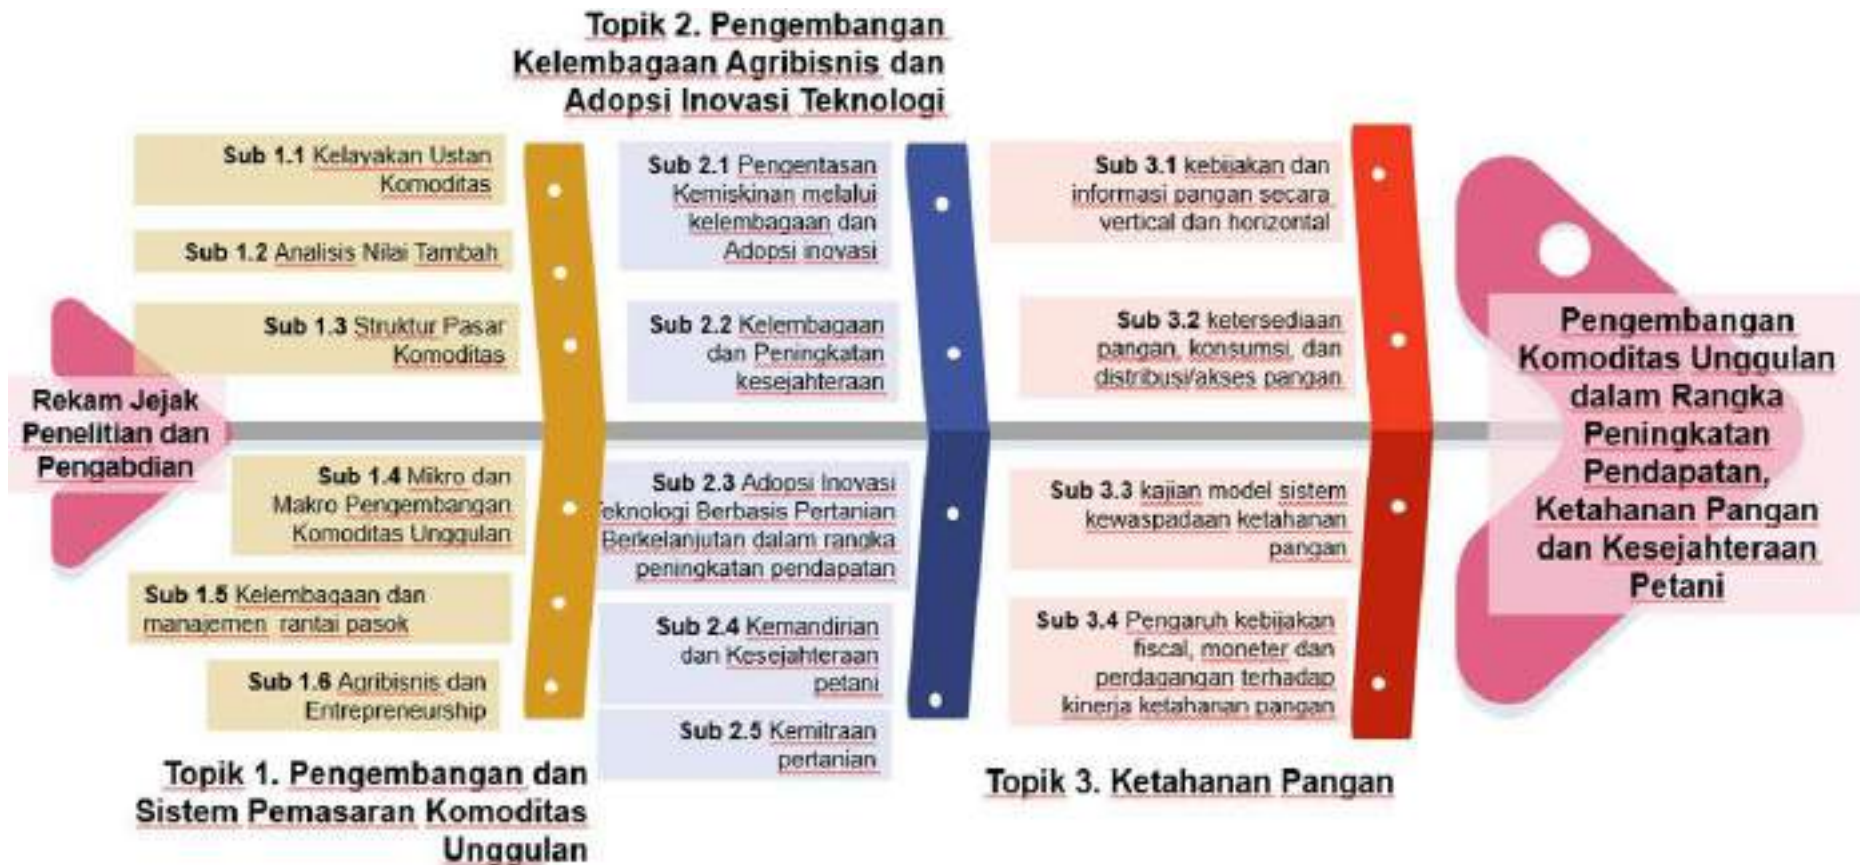 Topik 2. Pengembangan
Kelembagaan Agribisnis dan
Adopsi Inovasi Teknologi
Sub 1.1 Kelayakan Ustan
Komoditas
Sub 1.2 Analisis Nilai Tambah
Sub 1.3 Struktur Pasar
Komoditas
Rekam Jejak
Penelitian dan
Pengabdian
Sub 1.4 Mikro dan
Makro Pengembangan
Komoditas Unggulan
Sub 1.5 Kelembagaan dan
manajemen rantai pasok
Sub 1.6 Agribisnis dan
Entrepreneurship
Topik 1. Pengembangan dan
Sistem Pemasaran Komoditas
Unggulan
Sub 2.1 Pengentasan
Kemiskinan melalui
kelembagaan dan
Adopsi inovasi
Sub 2.2 Kelembagaan
dan Peningkatan
kesejahteraan
Sub 2.3 Adopsi Inovasi
Teknologi Berbasis Pertanian
Berkelanjutan dalam rangka
peningkatan pendapatan
Sub 2.4 Kemandirian
dan Kesejahteraan
petani
Sub 2.5 Kemitraan
pertanian
Sub 3.1 kebijakan dan
informasi pangan secara
vertical dan horizontal
Sub 3.2 ketersediaan
pangan, konsumsi, dan
distribusi/akses pangan
Sub 3.3 kajian model sistem
kewaspadaan ketahanan
pangan
Sub 3.4 Pengaruh kebijakan
fiscal, moneter dan
perdagangan terhadap
kinerja ketahanan pangan
Topik 3. Ketahanan Pangan
Pengembangan
Komoditas Unggulan
dalam Rangka
Peningkatan
Pendapatan,
Ketahanan Pangan
dan Kesejahteraan
Petani